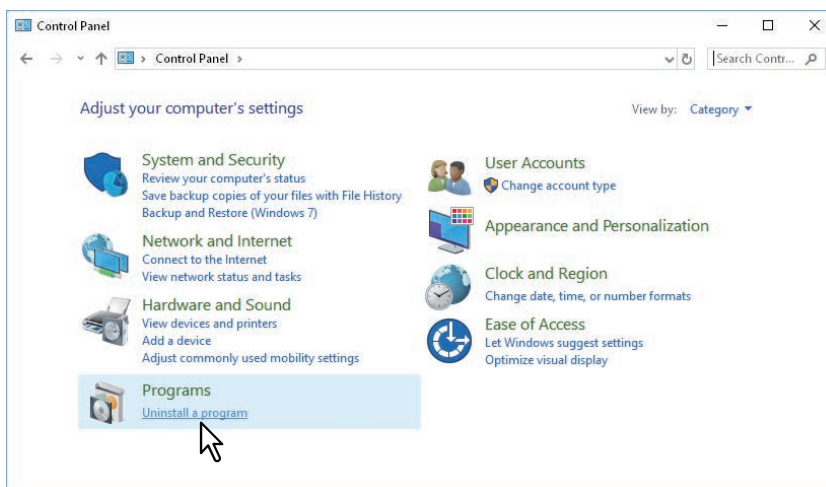 Control Panel
Control Panel
Search Contr...
Adjust your computer's settings
View by: Category
System and Security
Review your computer's status
Save backup copies of your files with File History
Backup and Restore (Windows 7)
Network and Internet
Connect to the Internet
View network status and tasks
Hardware and Sound
View devices and printers
Add a device
Adjust commonly used mobility settings
Programs
Uninstall a program
User Accounts
Change account type
Appearance and Personalization
Clock and Region
Change date, time, or number formats
Ease of Access
Let Windows suggest settings
Optimize visual display